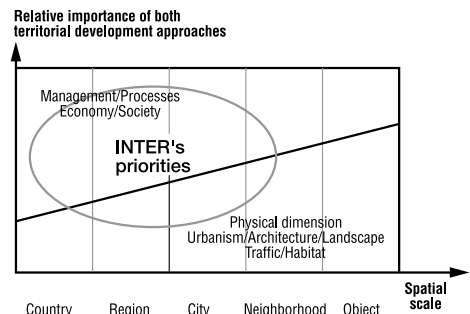 Relative importance of both
territorial development approaches
Management/Processes
Economy/Society
INTER's
priorities
Physical dimension
Urbanism/Architecture/Landscape
Traffic/Habitat
Spatial
scale
Country Region City Neighborhood Object